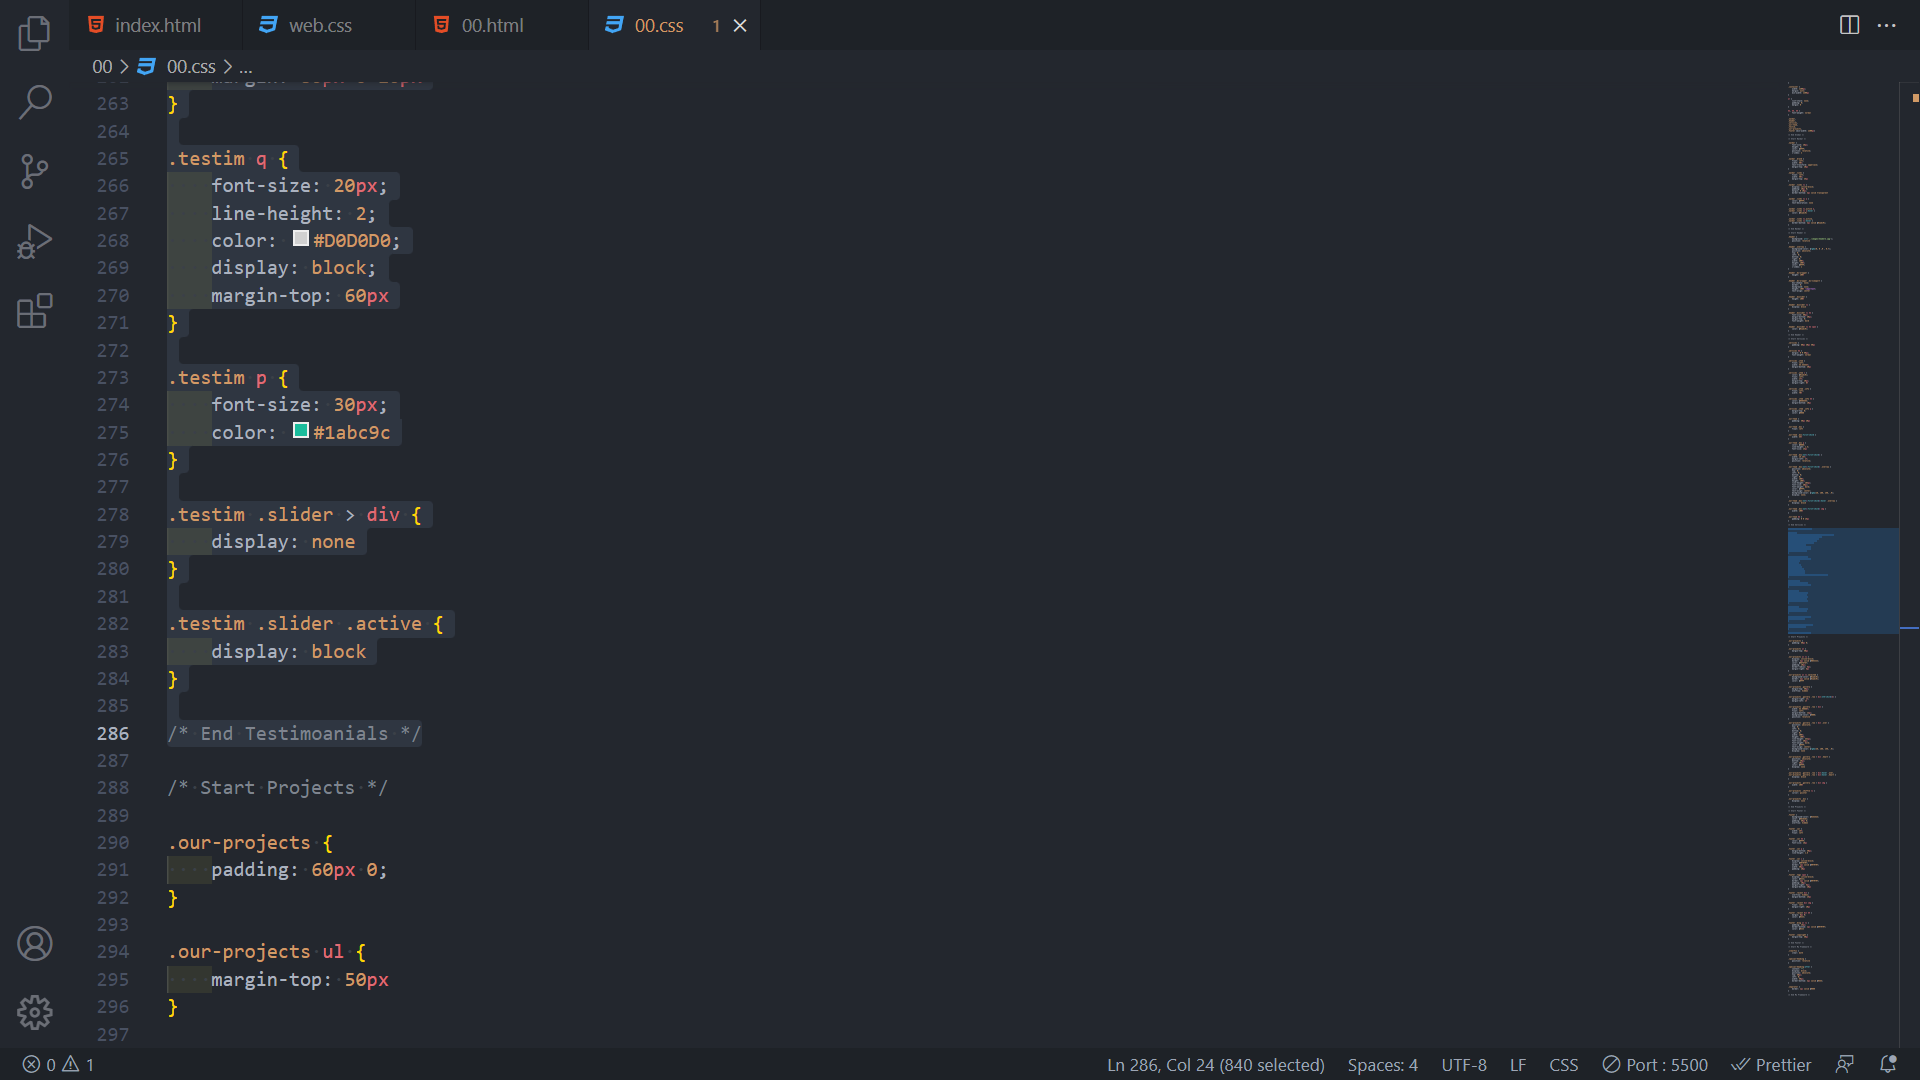 index.html
web.css
00.html
00.css 1
00 > 00.css > ...
263 }
264
265 .testim q {
266 font-size: 20px;
267 line-height: 2;
268 color: #D0D0D0;
269 display: block;
270 margin-top: 60px
271 }
272
273 .testim p {
274 font-size: 30px;
275 color: #1abc9c
276 }
277
278 .testim .slider > div {
279 display: none
280 }
281
282 .testim .slider .active {
283 display: block
284 }
285
286 /* End Testimoanials */
287
288 /* Start Projects */
289
290 .our-projects {
291 padding: 60px 0;
292 }
293
294 .our-projects ul {
295 margin-top: 50px
296 }
297
0 1
Ln 286, Col 24 (840 selected)
Spaces: 4
UTF-8
LF
CSS
Port : 5500
Prettier